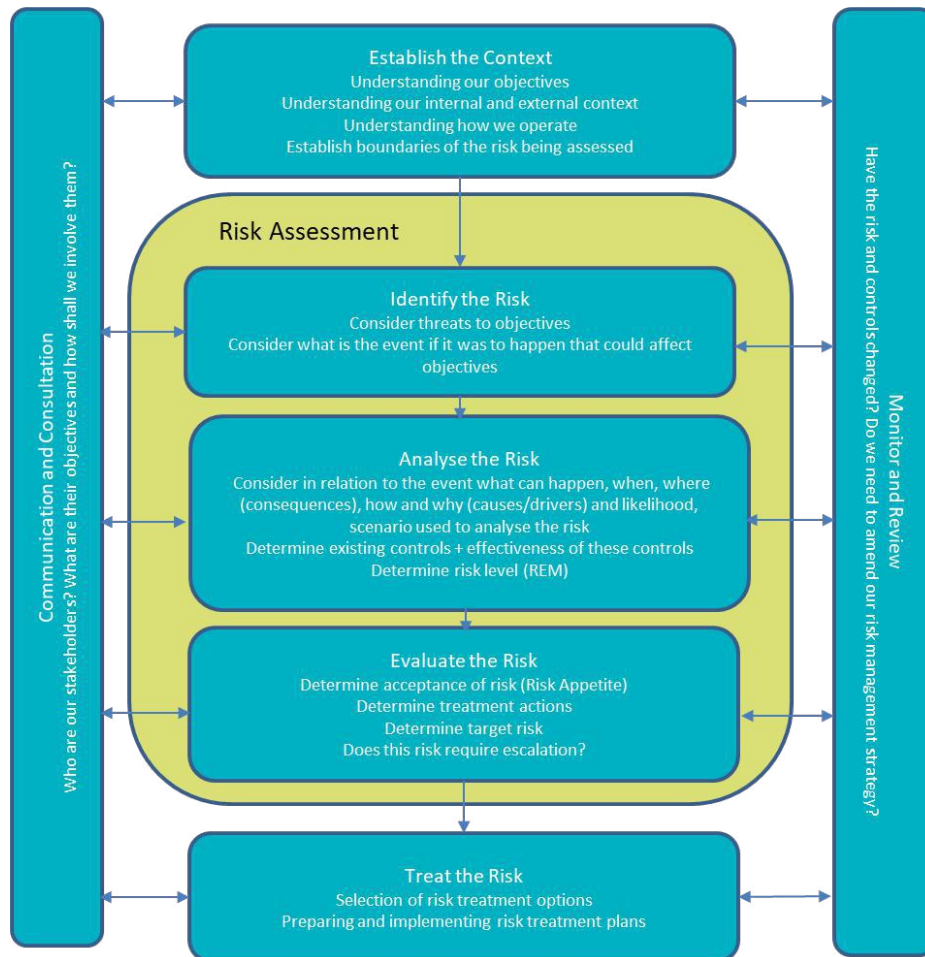 Communication and Consultation
Who are our stakeholders? What are their objectives and how shall we involve them?
Establish the Context
Understanding our objectives
Understanding our internal and external context
Understanding how we operate
Establish boundaries of the risk being assessed
Risk Assessment
Identify the Risk
Consider threats to objectives
Consider what is the event if it was to happen that could affect
objectives
Analyse the Risk
Consider in relation to the event what can happen, when, where
(consequences), how and why (causes/drivers) and likelihood,
scenario used to analyse the risk
Determine existing controls + effectiveness of these controls
Determine risk level (REM)
Evaluate the Risk
Determine acceptance of risk (Risk Appetite)
Determine treatment actions
Determine target risk
Does this risk require escalation?
Treat the Risk
Selection of risk treatment options
Preparing and implementing risk treatment plans
Monitor and Review
Have the risk and controls changed? Do we need to amend our risk management strategy?